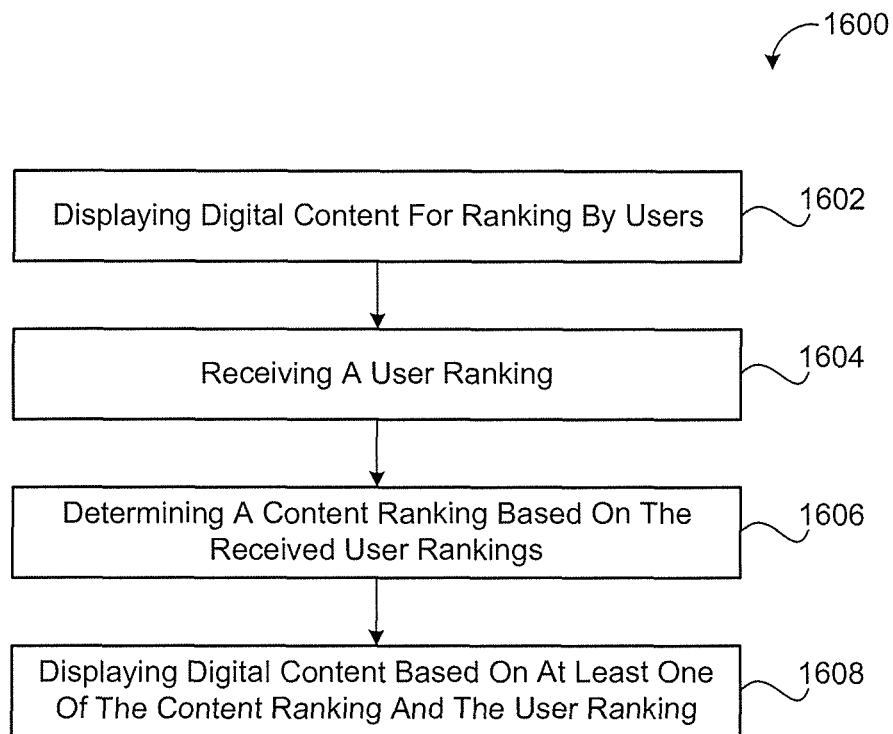 1600
Displaying Digital Content For Ranking By Users
1602
Receiving A User Ranking
1604
Determining A Content Ranking Based On The
Received User Rankings
1606
Displaying Digital Content Based On At Least One
Of The Content Ranking And The User Ranking
1608